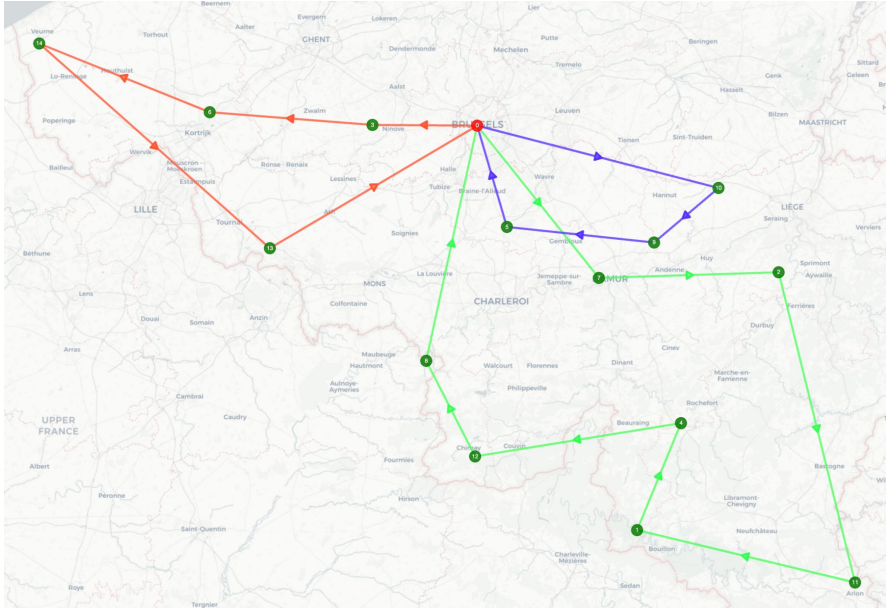 Beernem
Evergem
Lokeren
Lier
Veurne
Torhout
Aalter
GHENT
Putte
Beringen
14
Dendermonde
Mechelen
Tremelo
Sittard
Lo-Reninge
Houthulst
Aalst
Genk
Geleen
Hasselt
6
Zwalm
Leuven
Poperinge
Kortrijk
3
Ninove
BRUSSELS
0
Bilzen
MAASTRICHT
Tienen
Sint-Truiden
Wervik
Mouscron -
Moeskroen
Ronse - Renaix
Halle
Bailleul
Estaimpuis
Lessines
Tubize
Braine-l'Alleud
Wavre
10
Hannut
LILLE
Ath
LIÈGE
Tournai
5
Seraing
Verviers
Soignies
Gembloux
9
Béthune
13
Huy
Sprimont
La Louvière
Jemeppe-sur-
Sambre
7
NAMUR
Andenne
2
Aywaille
Lens
MONS
CHARLEROI
Colfontaine
Ferrières
Douai
Somain
Anzin
Durbuy
Arras
Maubeuge
8
Hautmont
Walcourt
Florennes
Dinant
Ciney
Marche-en-
Famenne
Aulnoye-
Aymeries
Philippeville
Cambrai
Rochefort
UPPER
FRANCE
Caudry
4
Beauraing
Chimay
Couvin
12
Albert
Fourmies
Bastogne
Péronne
Hirson
Libramont-
Chevigny
Saint-Quentin
1
Neufchâteau
Bouillon
Charleville-
Mézières
11
Roye
Sedan
Arlon
Tergnier